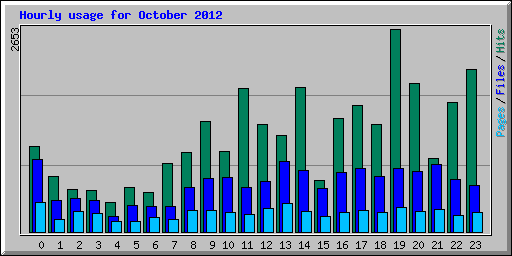 Hourly usage for October 2012
2653
Pages / Files / Hits
0 1 2 3 4 5 6 7 8 9 10 11 12 13 14 15 16 17 18 19 20 21 22 23